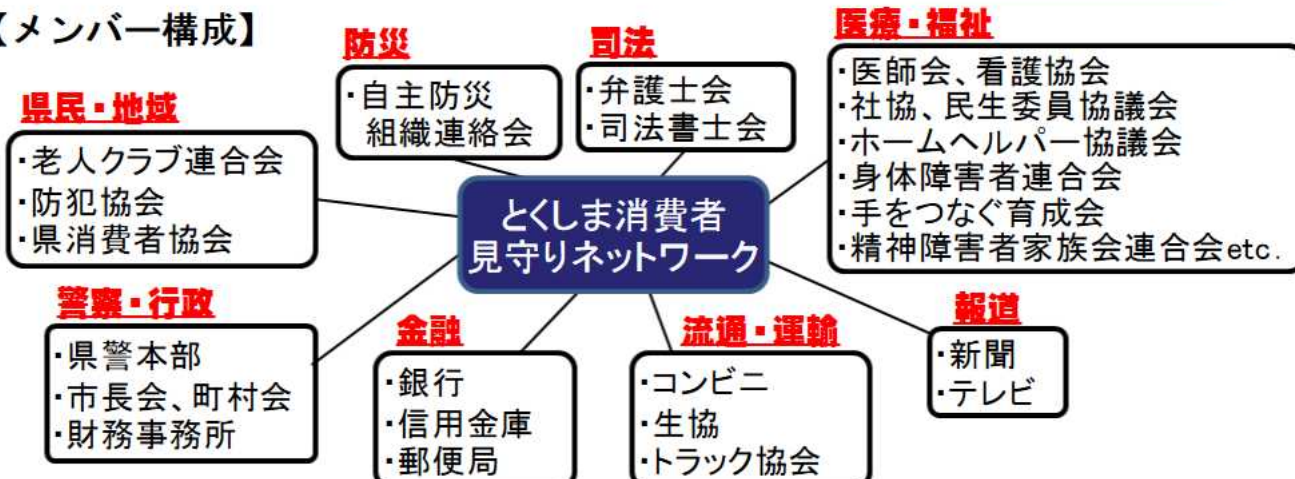 【メンバー構成】
防災
・自主防災
組織連絡会
司法
・弁護士会
・司法書士会
医療・福祉
・医師会、看護協会
・社協、民生委員協議会
・ホームヘルパー協議会
・身体障害者連合会
・手をつなぐ育成会
・精神障害者家族会連合会etc.
県民・地域
・老人クラブ連合会
・防犯協会
・県消費者協会
とくしま消費者
見守りネットワーク
警察・行政
・県警本部
・市長会、町村会
・財務事務所
金融
・銀行
・信用金庫
・郵便局
流通・運輸
・コンビニ
・生協
・トラック協会
報道
・新聞
・テレビ